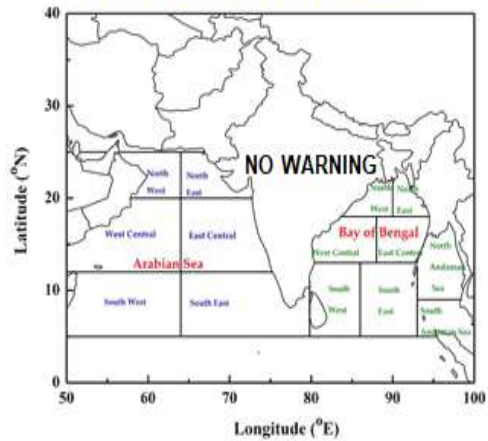 40
30
20
10
0
50
60
70
80
90
100
Latitude (°N)
Longitude (°E)
NO WARNING
North
West
North
East
West Central
East Central
Arabian Sea
South West
South East
North
West
North
East
Bay of Bengal
West Central
East Central
South
West
South
East
North
Andaman
Sea
South
Andaman Sea